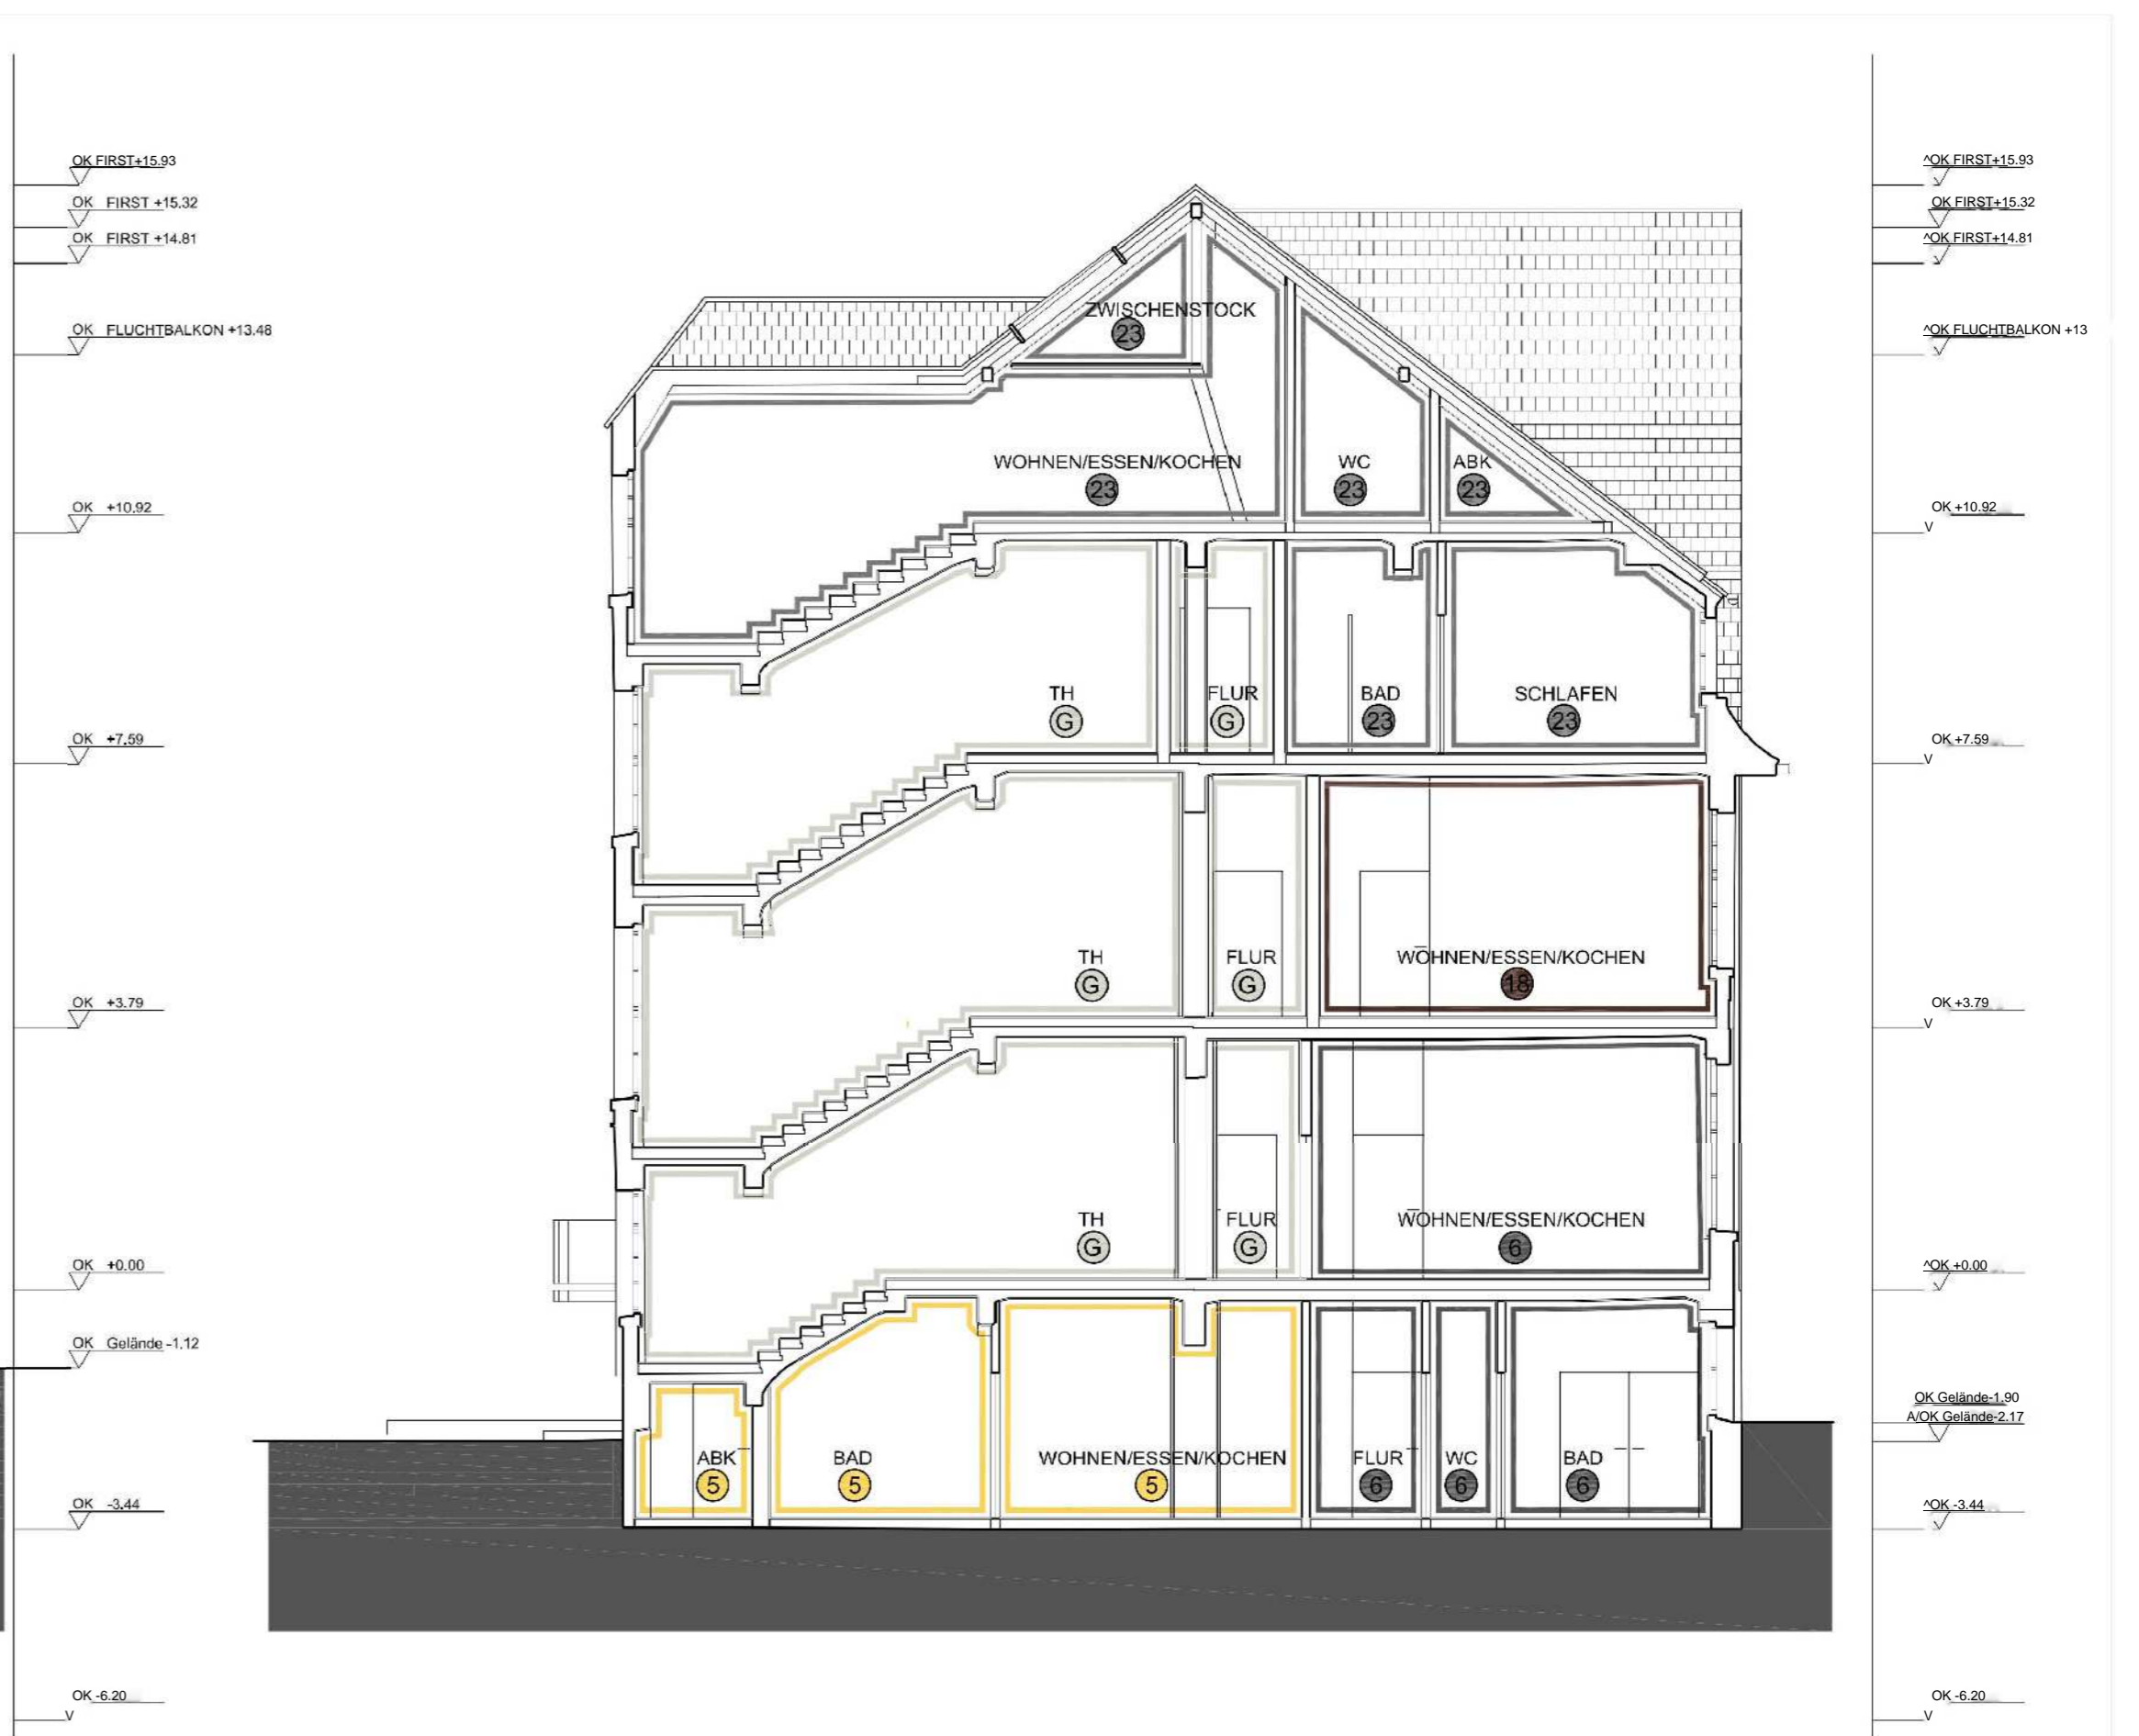 OK FIRST+15.93
OK FIRST +15.32
OK FIRST +14.81
OK FLUCHTBALKON +13.48
OK +10.92
OK +7.59
OK +3.79
OK +0.00
OK Gelände -1.12
OK -3.44
OK -6.20
ZWISCHENSTOCK
23
WOHNEN/ESSEN/KOCHEN
23
WC
23
ABK
23
TH
G
FLUR
G
BAD
23
SCHLAFEN
23
TH
G
FLUR
G
WOHNEN/ESSEN/KOCHEN
18
TH
G
FLUR
G
WOHNEN/ESSEN/KOCHEN
6
ABK
5
BAD
5
WOHNEN/ESSEN/KOCHEN
5
FLUR
6
WC
6
BAD
6
^OK FIRST+15.93
OK FIRST+15.32
^OK FIRST+14.81
^OK FLUCHTBALKON +13
OK +10.92
V
OK +7.59
V
OK +3.79
V
^OK +0.00
OK Gelände-1.90
A/OK Gelände-2.17
^OK -3.44
OK -6.20
V